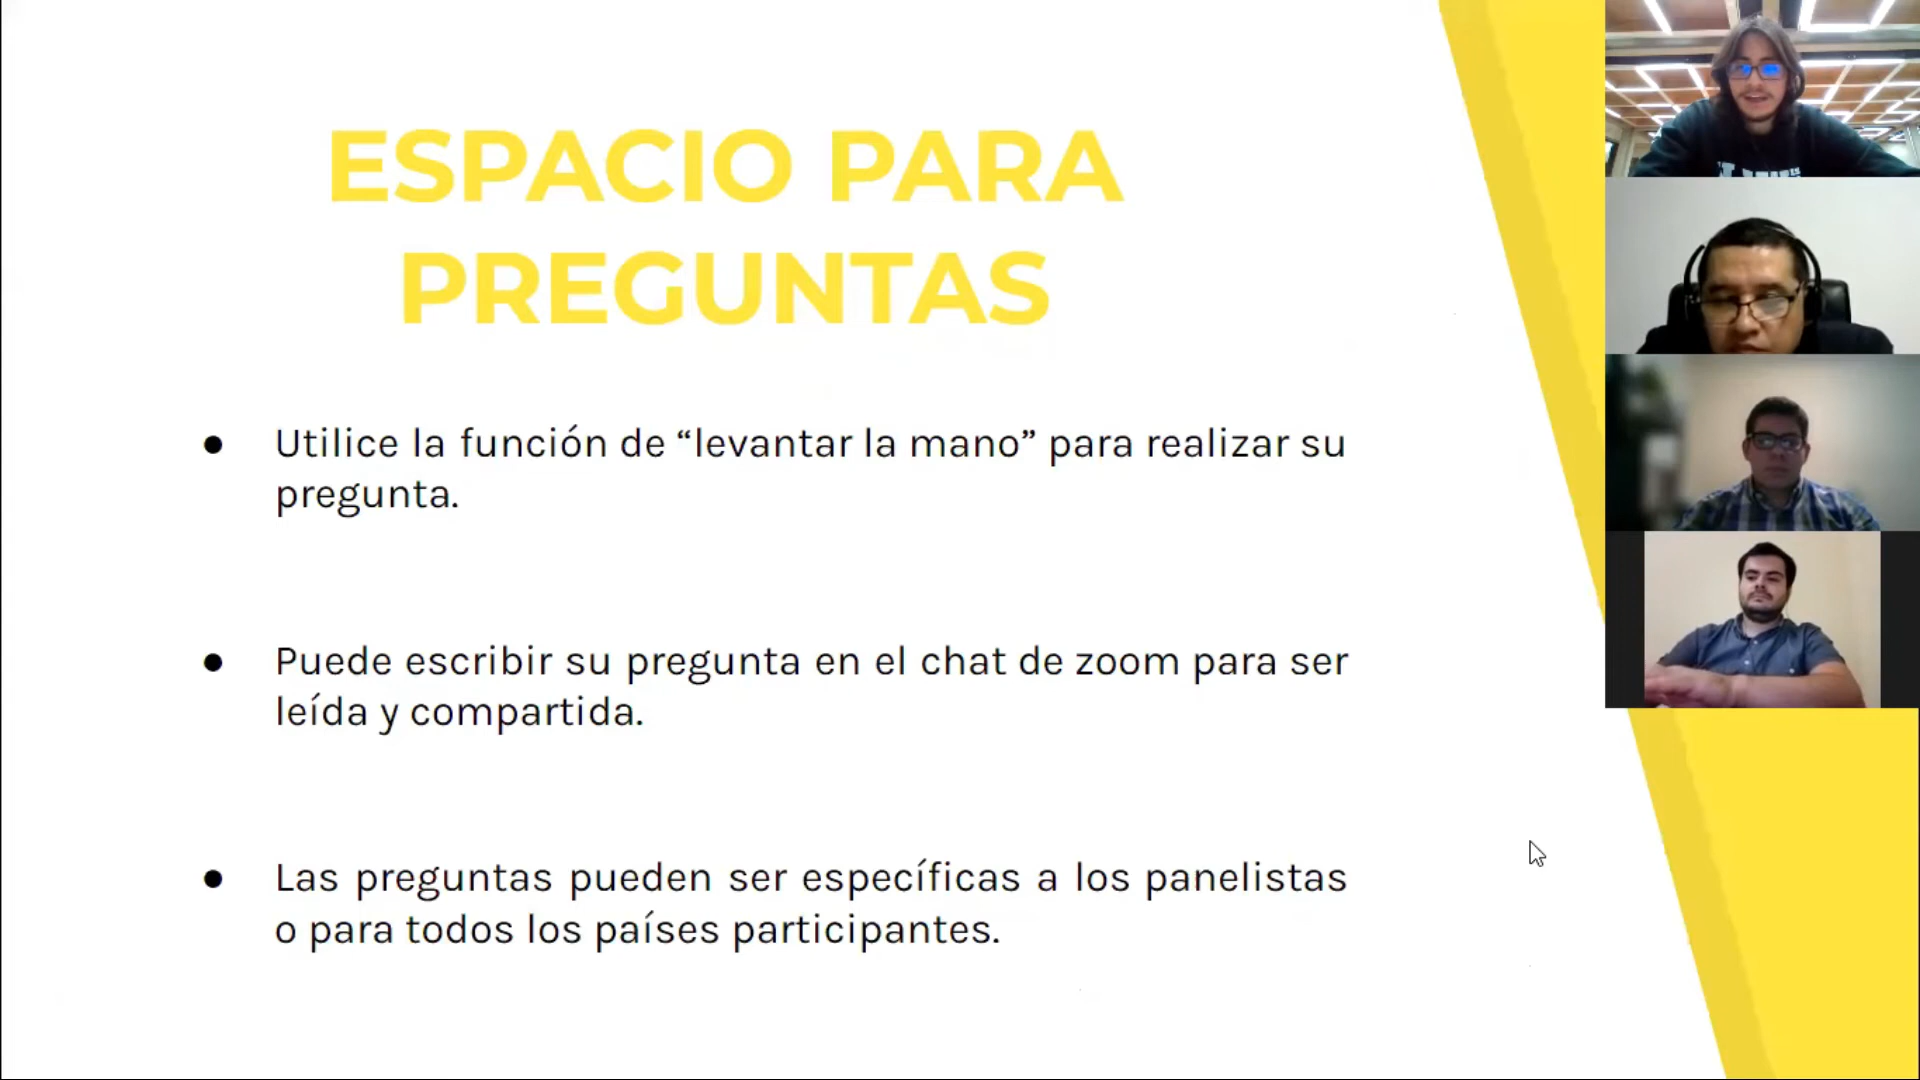 ESPACIO PARA
PREGUNTAS
● Utilice la función de “levantar la mano” para realizar su
pregunta.
● Puede escribir su pregunta en el chat de zoom para ser
leída y compartida.
● Las preguntas pueden ser específicas a los panelistas
o para todos los países participantes.